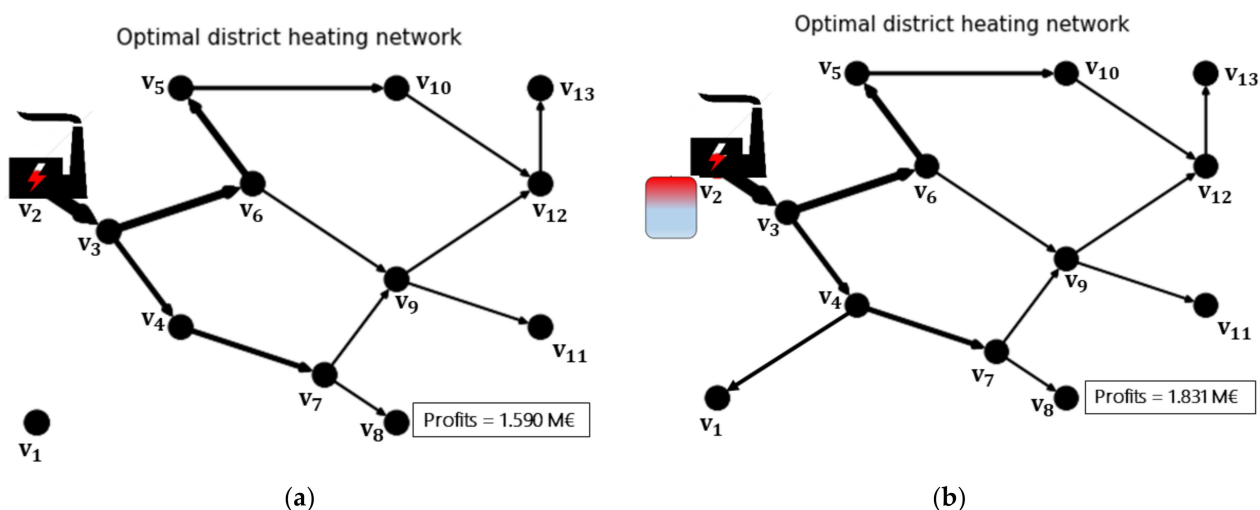 Optimal district heating network
v5
v10
v13
v2
v6
v12
v3
v9
v4
v11
v7
Profits = 1.590 M€
v8
v1
(a)
Optimal district heating network
v5
v10
v13
v2
v6
v12
v3
v9
v4
v11
v7
Profits = 1.831 M€
v8
v1
(b)